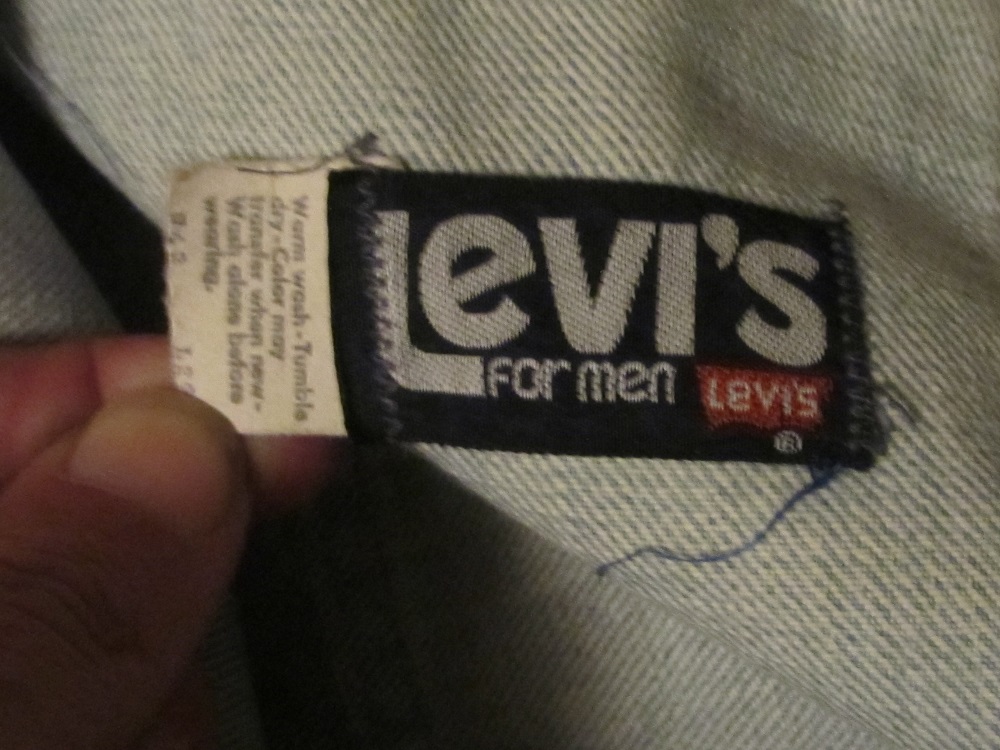 Levi's
for men
LEVI'S
®
Warm wash-Tumble
dry-Color may
transfer when new-
Wash alone before
wearing.